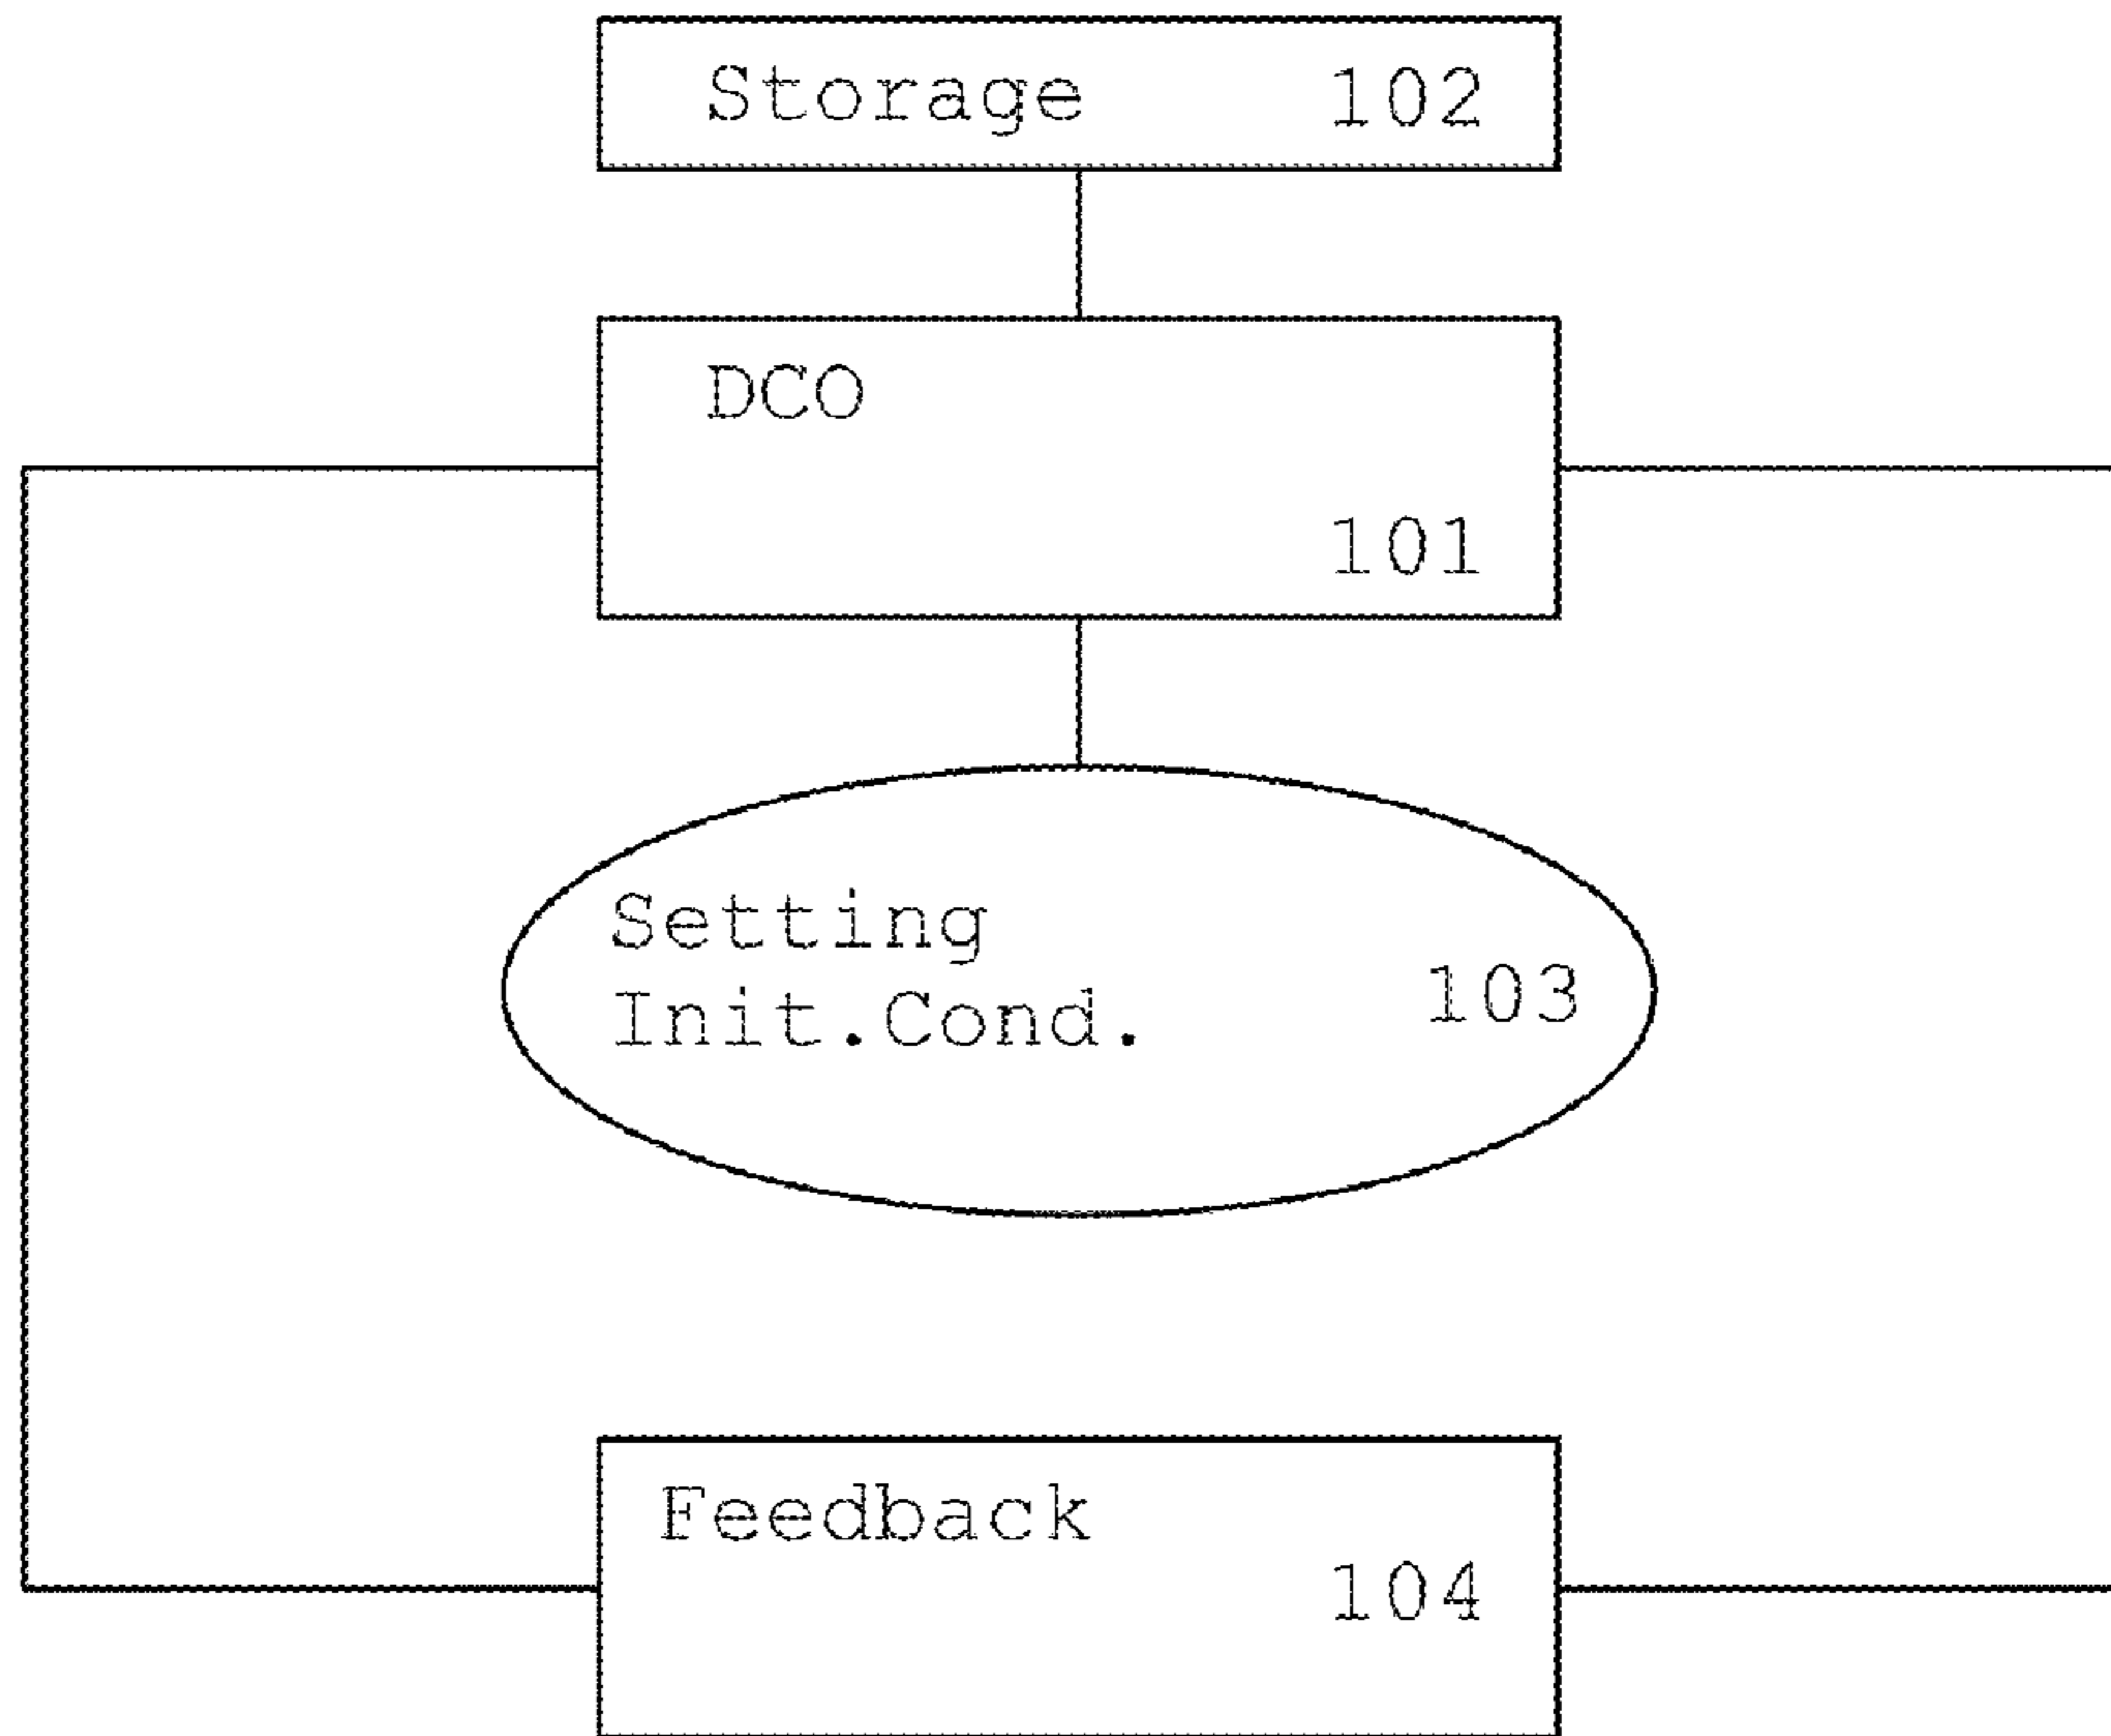 Storage 102
DCO
101
Setting
Init.Cond. 103
Feedback
104